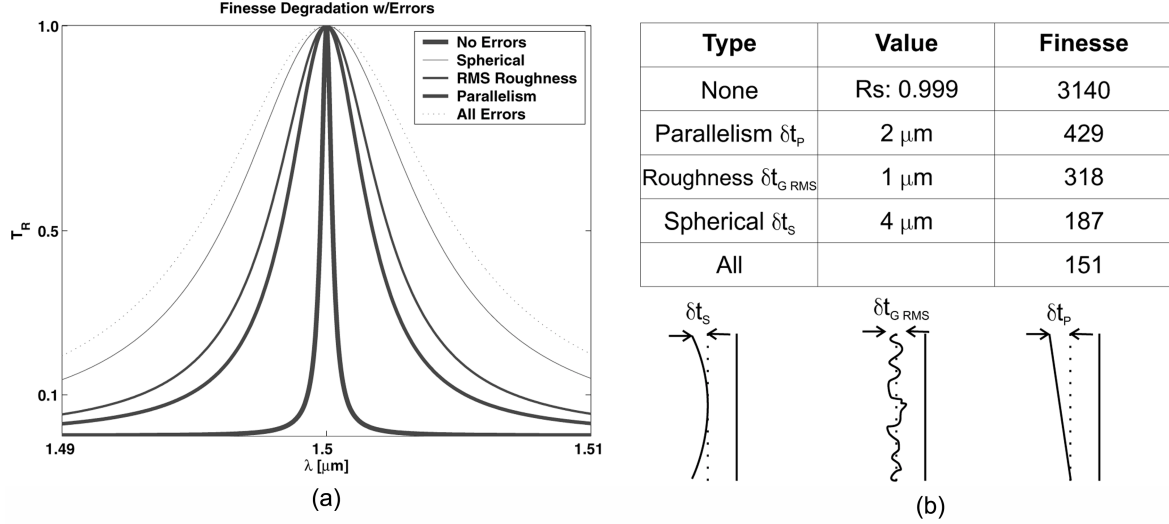 Finesse Degradation w/Errors
1.0
0.5
0.1
T_R
No Errors
Spherical
RMS Roughness
Parallelism
All Errors
1.49
1.5
1.51
λ [μm]
(a)
Type Value Finesse
None Rs: 0.999 3140
Parallelism δt_P 2 μm 429
Roughness δt_G RMS 1 μm 318
Spherical δt_S 4 μm 187
All 151
δt_S
δt_G RMS
δt_P
(b)